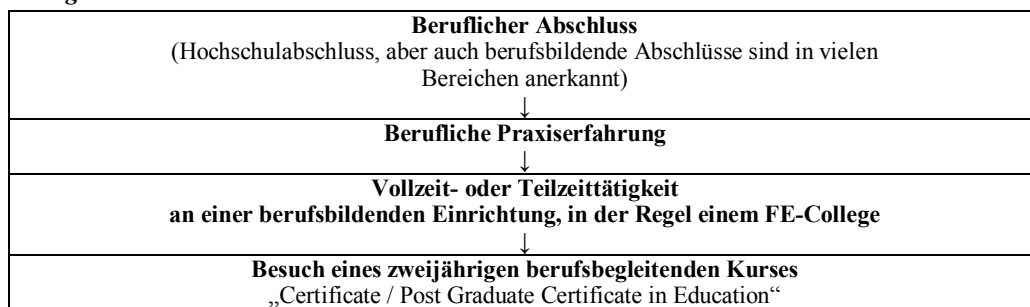 Beruflicher Abschluss
(Hochschulabschluss, aber auch berufsbildende Abschlüsse sind in vielen
Bereichen anerkannt)
↓
Berufliche Praxiserfahrung
↓
Vollzeit- oder Teilzeittätigkeit
an einer berufsbildenden Einrichtung, in der Regel einem FE-College
↓
Besuch eines zweijährigen berufsbegleitenden Kurses
„Certificate / Post Graduate Certificate in Education“